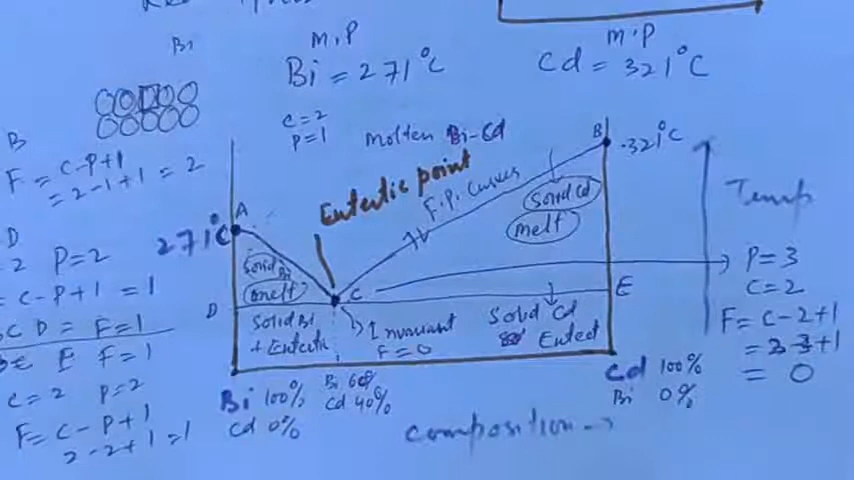 Bi
M.P
Bi = 271°C
M.P
Cd = 321°C
C=2
P=1
Molten Bi-Cd
B
F = C-P+1
= 2-1+1 = 2
D
2 P=2
= C-P+1 = 1
C D = F=1
E F=1
C=2 P=2
F= C-P+1
2-2+1 = 1
A
271°C
Eutectic point
F.P. Curves
B
321°C
Solid Cd
melt
Solid Bi
melt
C
D
E
Solid Bi
+ Eutectic
Invariant
F=0
Solid Cd
Eutect
Bi 100%
Cd 0%
Bi 60%
Cd 40%
Cd 100%
Bi 0%
Composition →
Temp
P=3
C=2
F= C-2+1
= 3+1
= 0